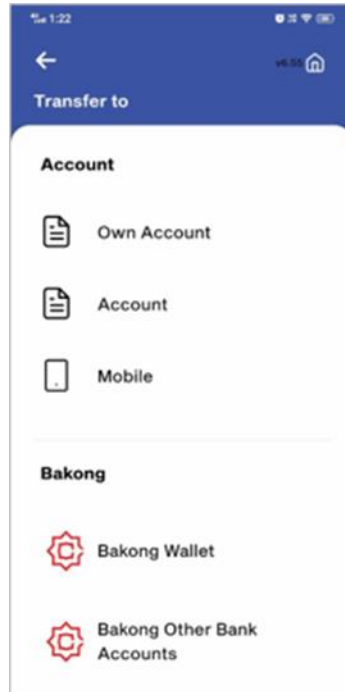 1:22
v6.55
Transfer to
Account
Own Account
Account
Mobile
Bakong
Bakong Wallet
Bakong Other Bank
Accounts